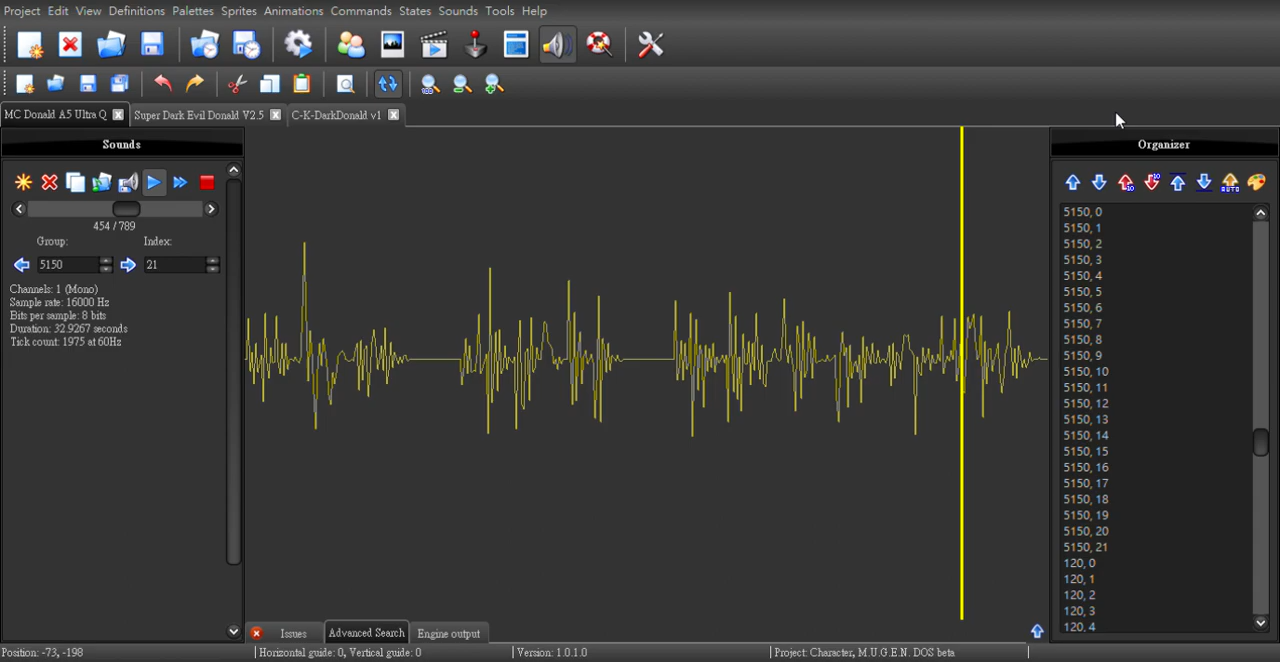 Project Edit View Definitions Palettes Sprites Animations Commands States Sounds Tools Help
MC Donald A5 Ultra Q
Super Dark Evil Donald V2.5
C-K-DarkDonald v1
Sounds
454 / 789
Group:
Index:
5150
21
Channels: 1 (Mono)
Sample rate: 16000 Hz
Bits per sample: 8 bits
Duration: 32.9267 seconds
Tick count: 1975 at 60Hz
Organizer
10
10
AUTO
5150, 0
5150, 1
5150, 2
5150, 3
5150, 4
5150, 5
5150, 6
5150, 7
5150, 8
5150, 9
5150, 10
5150, 11
5150, 12
5150, 13
5150, 14
5150, 15
5150, 16
5150, 17
5150, 18
5150, 19
5150, 20
5150, 21
120, 0
120, 1
120, 2
120, 3
120, 4
Issues
Advanced Search
Engine output
Position: -73, -198
Horizontal guide: 0, Vertical guide: 0
Version: 1.0.1.0
Project: Character, M.U.G.E.N. DOS beta